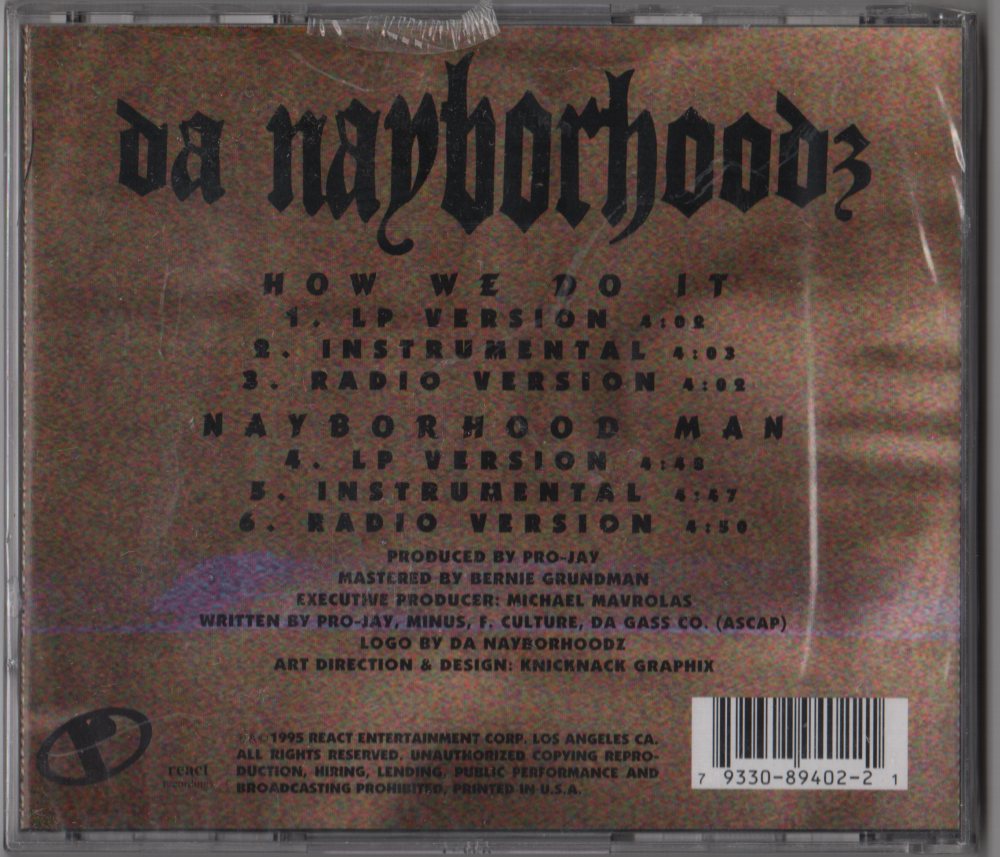 da nayborhoodz
HOW WE DO IT
1. LP VERSION 4:02
2. INSTRUMENTAL 4:03
3. RADIO VERSION 4:02
NAYBORHOOD MAN
4. LP VERSION 4:48
5. INSTRUMENTAL 4:47
6. RADIO VERSION 4:50
PRODUCED BY PRO-JAY
MASTERED BY BERNIE GRUNDMAN
EXECUTIVE PRODUCER: MICHAEL MAVROLAS
WRITTEN BY PRO-JAY, MINUS, F. CULTURE, DA GASS CO. (ASCAP)
LOGO BY DA NAYBORHOODZ
ART DIRECTION & DESIGN: KNICKNACK GRAPHIX
℗&©1995 REACT ENTERTAINMENT CORP. LOS ANGELES CA.
ALL RIGHTS RESERVED. UNAUTHORIZED COPYING REPRO-
DUCTION, HIRING, LENDING, PUBLIC PERFORMANCE AND
BROADCASTING PROHIBITED, PRINTED IN U.S.A.
react
recordings
7 9330-89402-2 1